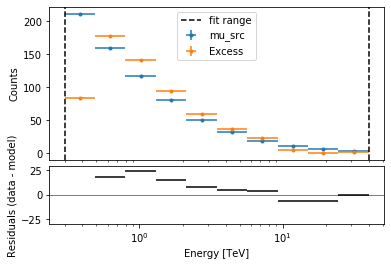 200
150
100
50
0
Counts
fit range
mu_src
Excess
25
0
−25
Residuals (data - model)
10⁰
10¹
Energy [TeV]